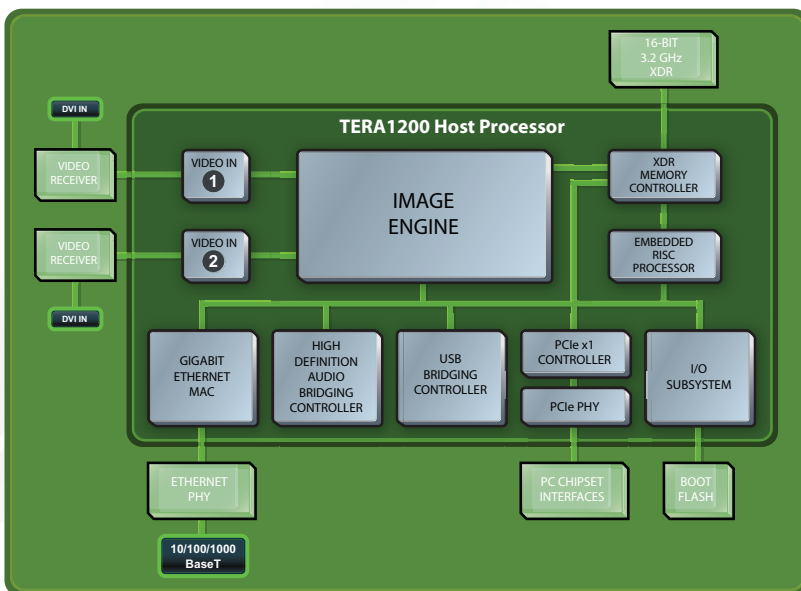 16-BIT
3.2 GHz
XDR
DVI IN
TERA1200 Host Processor
VIDEO
RECEIVER
VIDEO IN
1
IMAGE
ENGINE
XDR
MEMORY
CONTROLLER
VIDEO
RECEIVER
VIDEO IN
2
EMBEDDED
RISC
PROCESSOR
DVI IN
GIGABIT
ETHERNET
MAC
HIGH
DEFINITION
AUDIO
BRIDGING
CONTROLLER
USB
BRIDGING
CONTROLLER
PCIe x1
CONTROLLER
PCIe PHY
I/O
SUBSYSTEM
ETHERNET
PHY
PC CHIPSET
INTERFACES
BOOT
FLASH
10/100/1000
BaseT